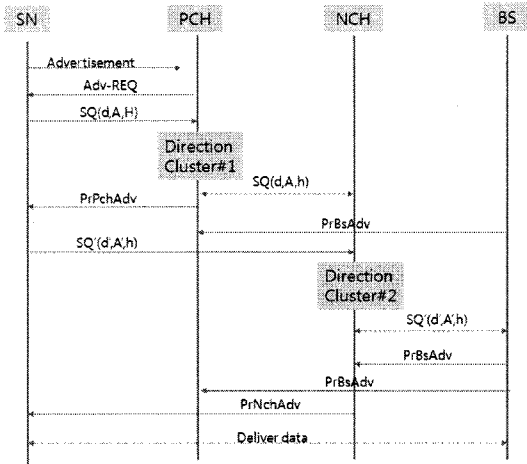 SN PCH NCH BS
Advertisement
Adv-REQ
SQ(d,A,H)
Direction
Cluster#1
SQ(d,A,h)
PrPchAdv
PrBsAdv
SQ'(d',A',h)
Direction
Cluster#2
SQ'(d',A',h)
PrBsAdv
PrBsAdv
PrNchAdv
Deliver data